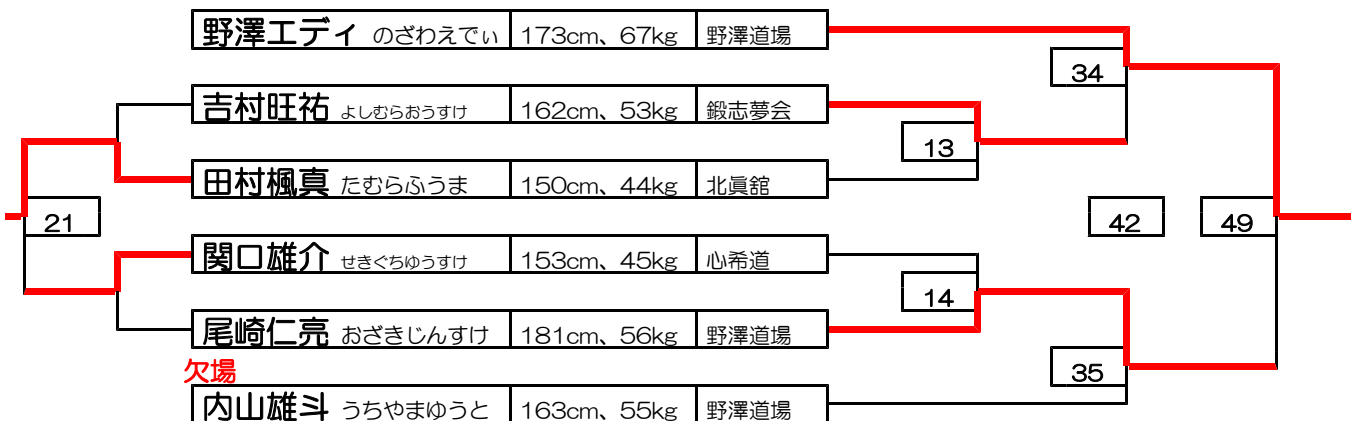 野澤エディ のざわえでぃ 173cm、67kg 野澤道場
34
吉村旺祐 よしむらおうすけ 162cm、53kg 鍛志夢会
13
田村楓真 たむらふうま 150cm、44kg 北眞舘
21 42 49
関口雄介 せきぐちゆうすけ 153cm、45kg 心希道
14
尾崎仁亮 おざきじんすけ 181cm、56kg 野澤道場
欠場 35
内山雄斗 うちやまゆうと 163cm、55kg 野澤道場